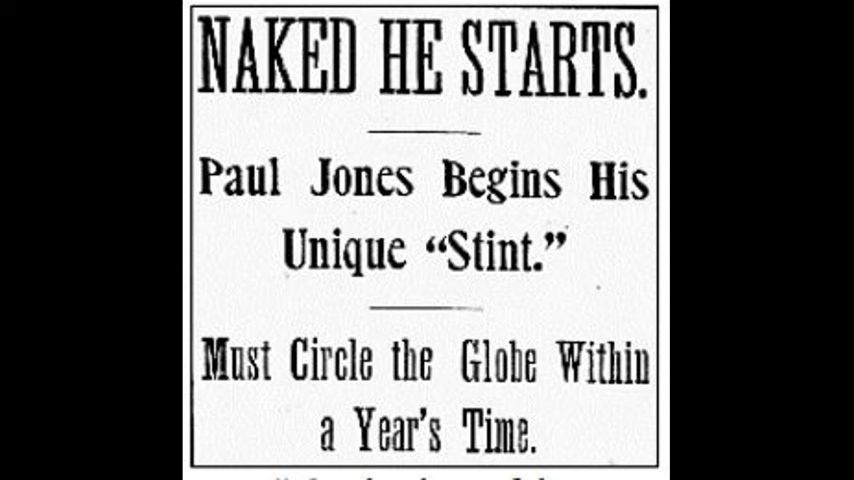 NAKED HE STARTS.
Paul Jones Begins His
Unique “Stint.”
Must Circle the Globe Within
a Year's Time.